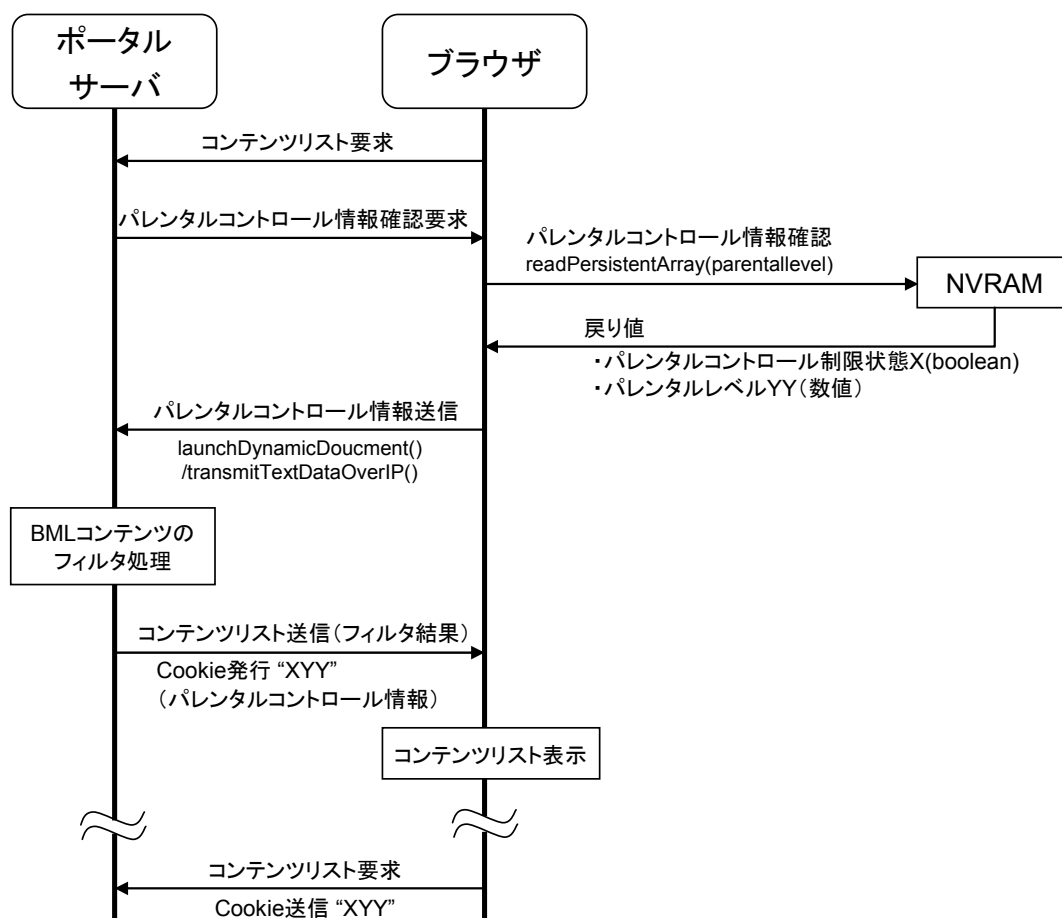 ポータル
サーバ
ブラウザ
コンテンツリスト要求
パレンタルコントロール情報確認要求
パレンタルコントロール情報確認
readPersistentArray(parentallevel)
NVRAM
戻り値
・パレンタルコントロール制限状態X(boolean)
・パレンタルレベルYY(数値)
パレンタルコントロール情報送信
launchDynamicDoucment()
/transmitTextDataOverIP()
BMLコンテンツの
フィルタ処理
コンテンツリスト送信(フィルタ結果)
Cookie発行 “XYY”
(パレンタルコントロール情報)
コンテンツリスト表示
コンテンツリスト要求
Cookie送信 “XYY”